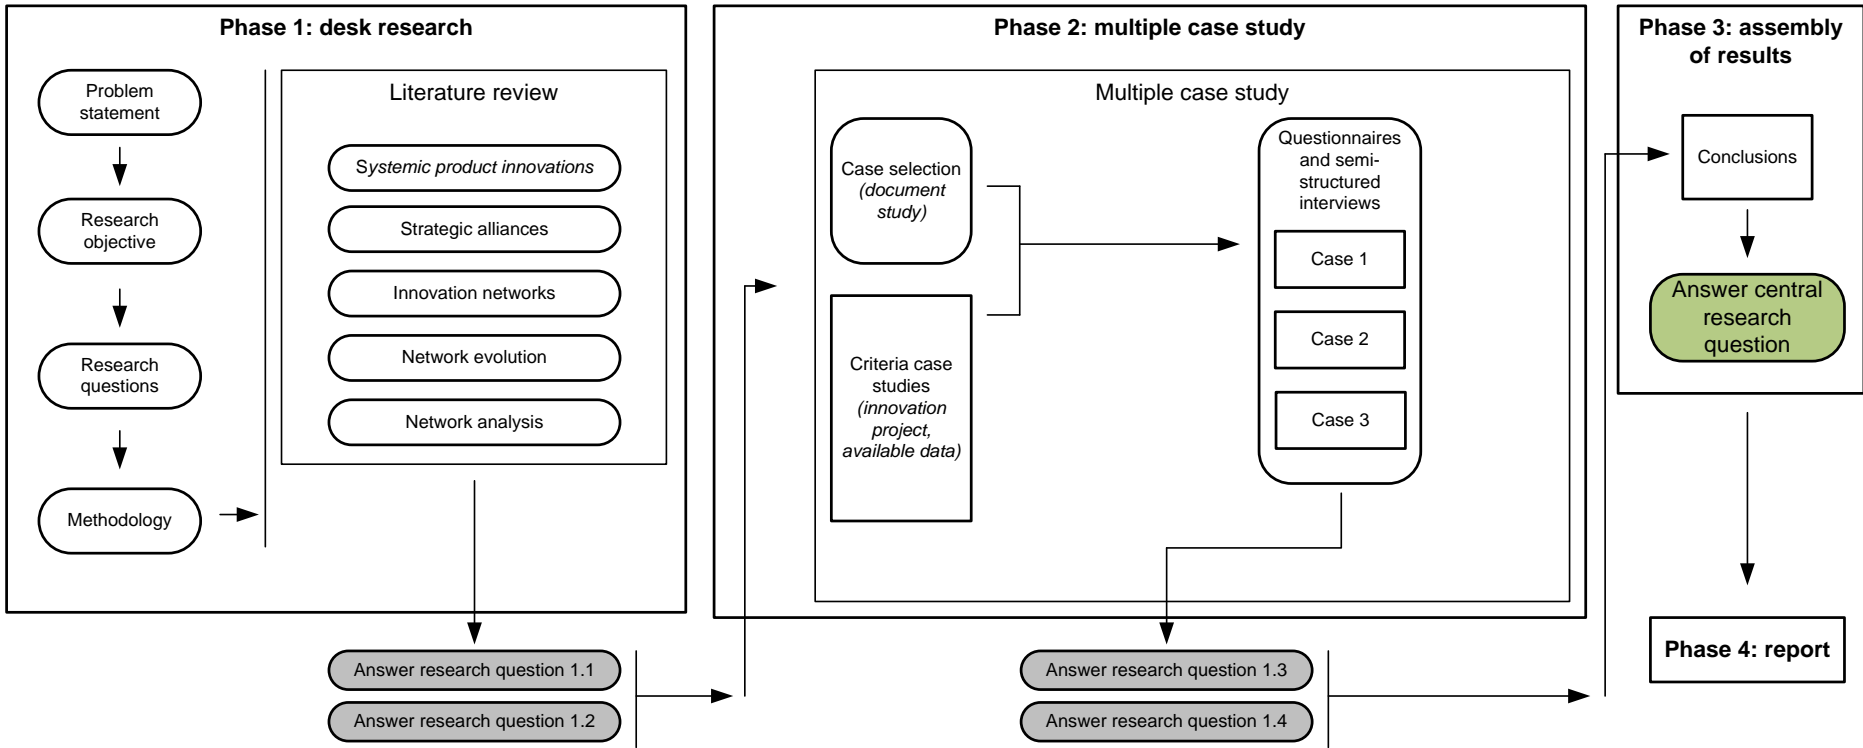 Phase 1: desk research
Problem
statement
Research
objective
Research
questions
Methodology
Literature review
Systemic product innovations
Strategic alliances
Innovation networks
Network evolution
Network analysis
Answer research question 1.1
Answer research question 1.2
Phase 2: multiple case study
Multiple case study
Case selection
(document
study)
Criteria case
studies
(innovation
project,
available data)
Questionnaires
and semi-
structured
interviews
Case 1
Case 2
Case 3
Answer research question 1.3
Answer research question 1.4
Phase 3: assembly
of results
Conclusions
Answer central
research
question
Phase 4: report